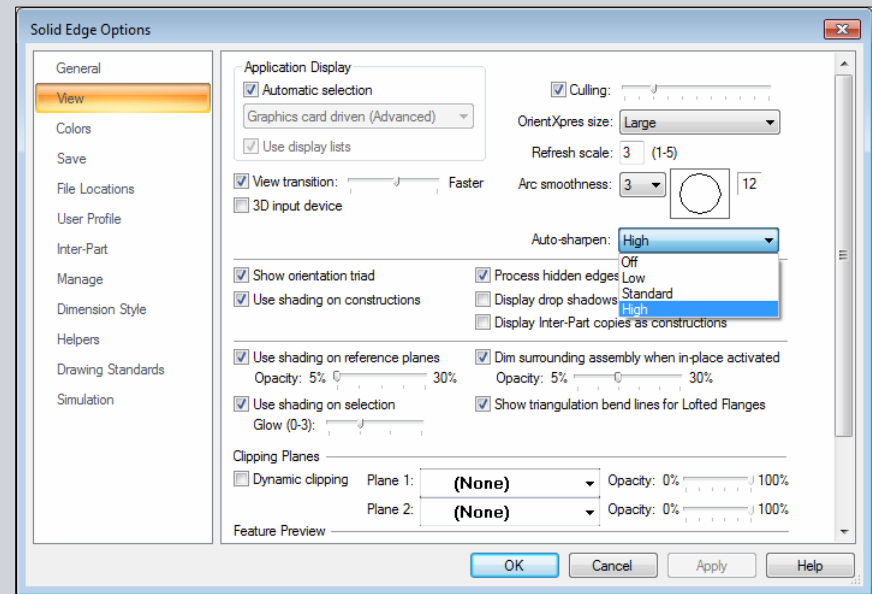 Solid Edge Options
General
View
Colors
Save
File Locations
User Profile
Inter-Part
Manage
Dimension Style
Helpers
Drawing Standards
Simulation
Application Display
Automatic selection
Graphics card driven (Advanced)
Use display lists
View transition: Faster
3D input device
Culling:
OrientXpres size: Large
Refresh scale: 3 (1-5)
Arc smoothness: 3 12
Auto-sharpen: High
Off
Low
Standard
High
Show orientation triad
Use shading on constructions
Process hidden edges
Display drop shadows
Display Inter-Part copies as constructions
Use shading on reference planes
Opacity: 5% 30%
Use shading on selection
Glow (0-3):
Dim surrounding assembly when in-place activated
Opacity: 5% 30%
Show triangulation bend lines for Lofted Flanges
Clipping Planes
Dynamic clipping Plane 1: (None) Opacity: 0% 100%
Plane 2: (None) Opacity: 0% 100%
Feature Preview
OK Cancel Apply Help